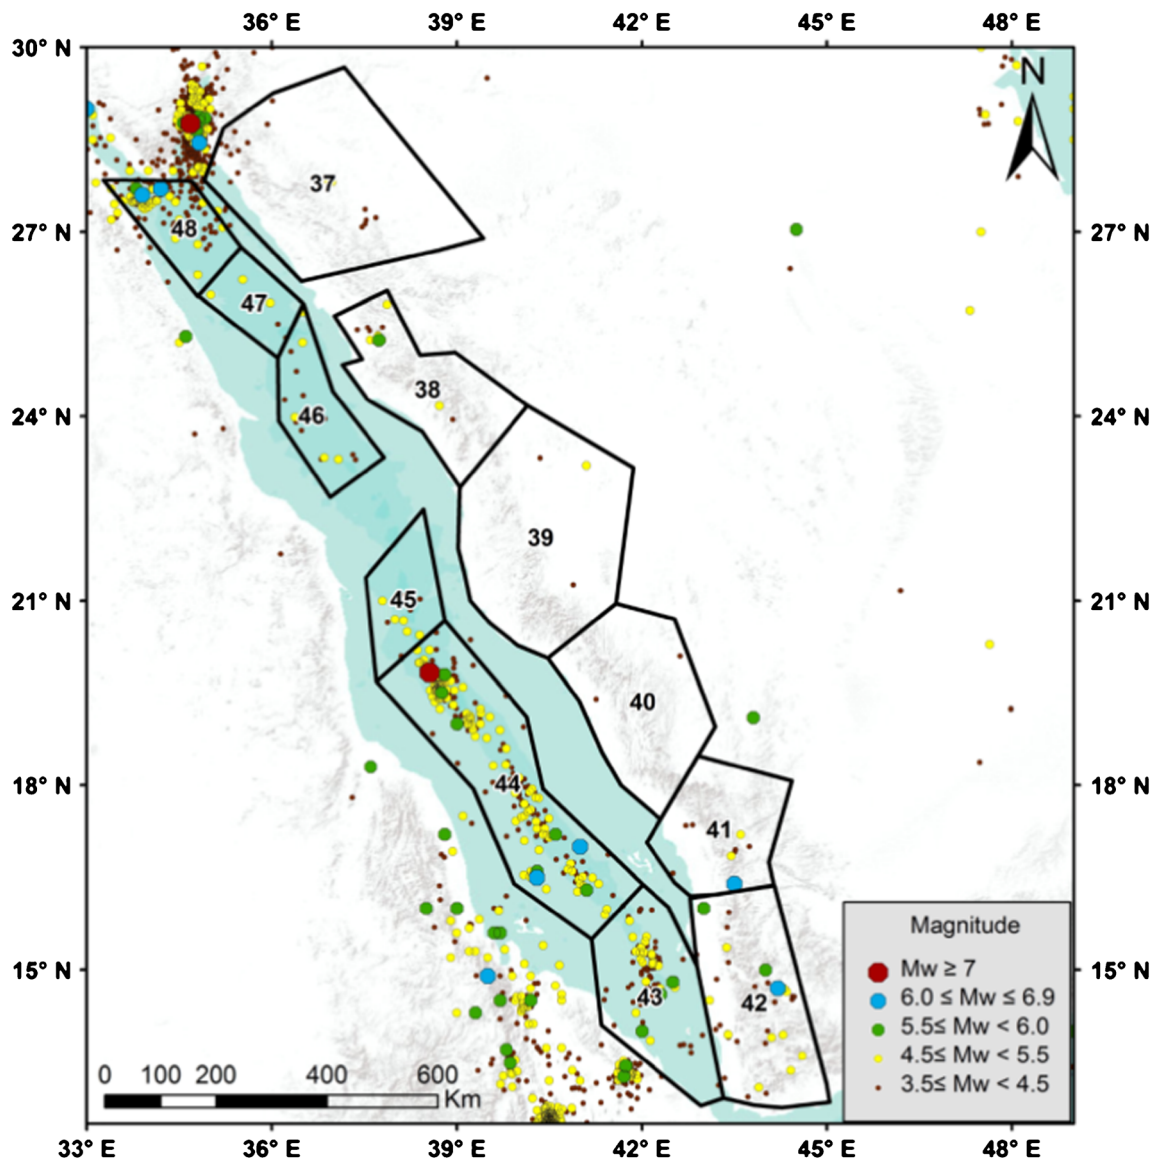 36° E 39° E 42° E 45° E 48° E
30° N
N
37
27° N 27° N
48
47
38
24° N 24° N
46
39
21° N 21° N
45
40
18° N 18° N
44
41
Magnitude
Mw ≥ 7
15° N 15° N
6.0 ≤ Mw ≤ 6.9
43
42
5.5≤ Mw < 6.0
4.5≤ Mw < 5.5
3.5≤ Mw < 4.5
0 100 200 400 600
Km
33° E 36° E 39° E 42° E 45° E 48° E